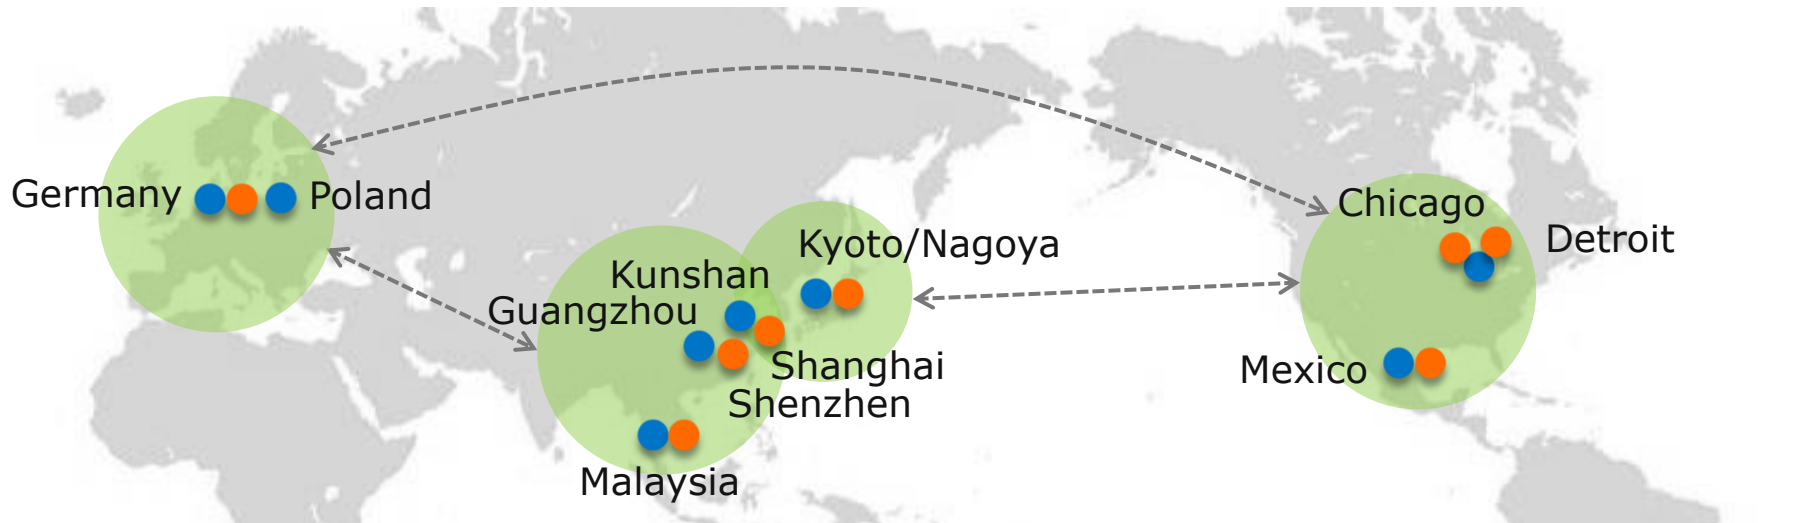 Germany
Poland
Kunshan
Guangzhou
Kyoto/Nagoya
Shanghai
Shenzhen
Malaysia
Chicago
Detroit
Mexico